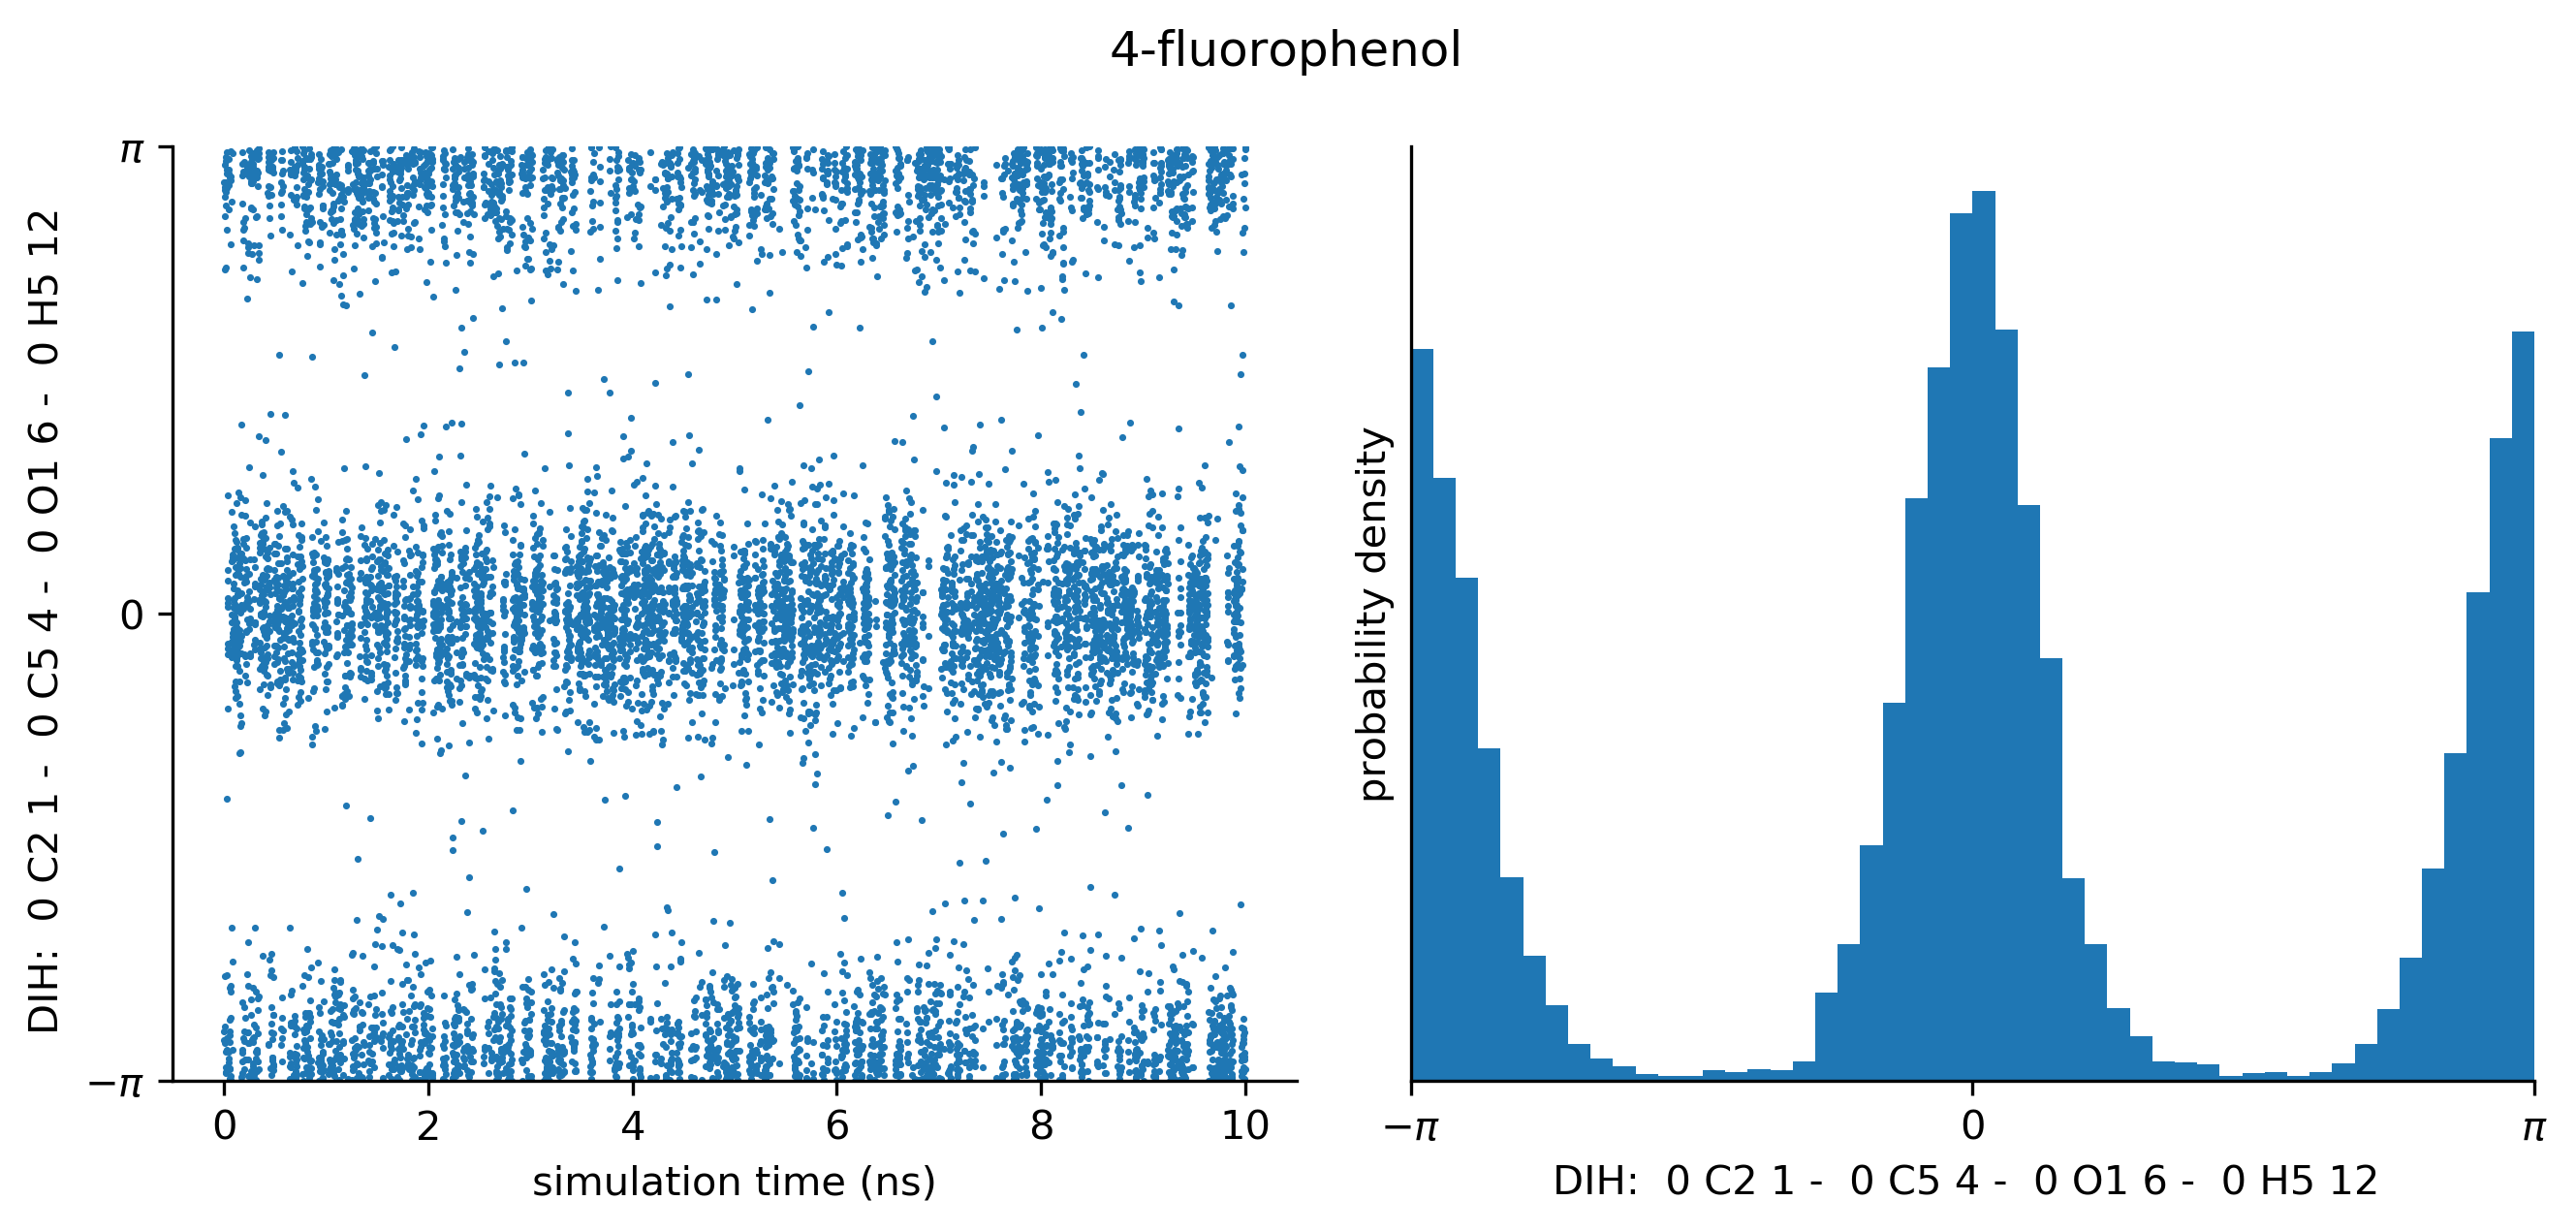 4-fluorophenol
DIH:  0 C2 1 -  0 C5 4 -  0 O1 6 -  0 H5 12
π
0
−π
0 2 4 6 8 10
simulation time (ns)
probability density
−π 0 π
DIH:  0 C2 1 -  0 C5 4 -  0 O1 6 -  0 H5 12